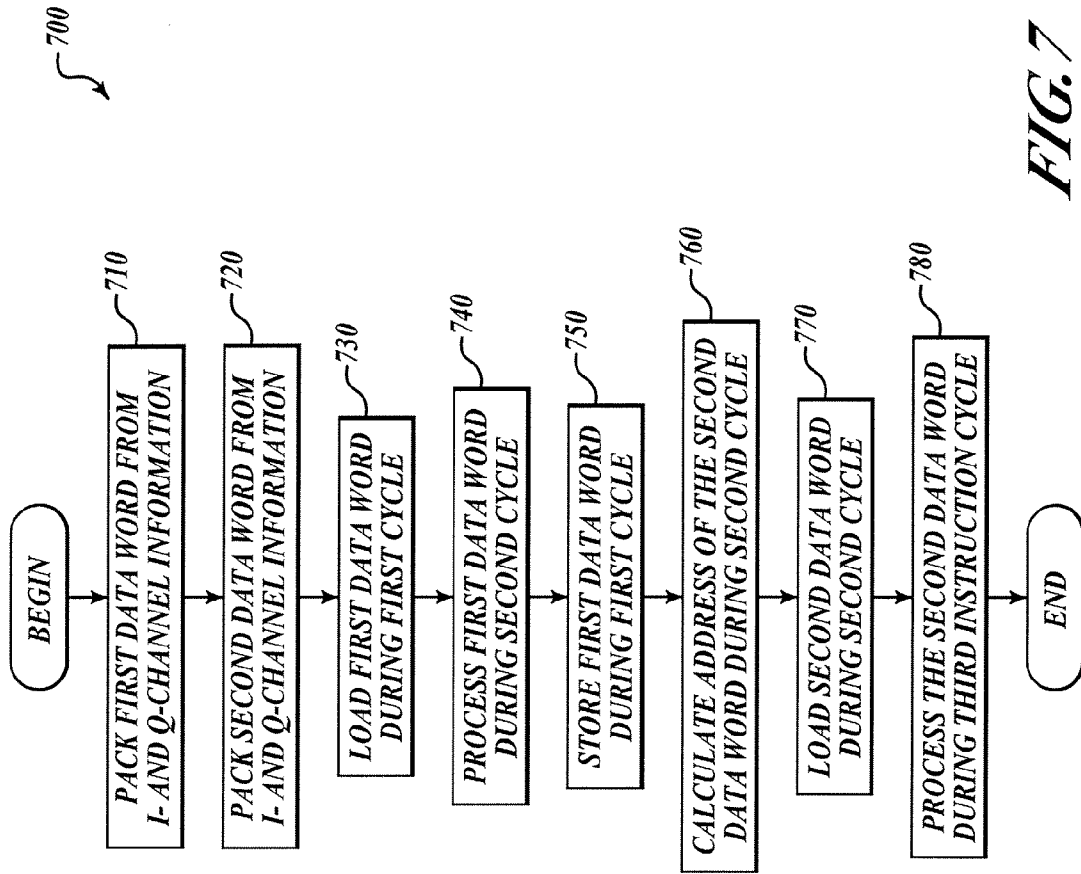 700
BEGIN
PACK FIRST DATA WORD FROM
I- AND Q-CHANNEL INFORMATION
710
PACK SECOND DATA WORD FROM
I- AND Q-CHANNEL INFORMATION
720
LOAD FIRST DATA WORD
DURING FIRST CYCLE
730
PROCESS FIRST DATA WORD
DURING SECOND CYCLE
740
STORE FIRST DATA WORD
DURING FIRST CYCLE
750
CALCULATE ADDRESS OF THE SECOND
DATA WORD DURING SECOND CYCLE
760
LOAD SECOND DATA WORD
DURING SECOND CYCLE
770
PROCESS THE SECOND DATA WORD
DURING THIRD INSTRUCTION CYCLE
780
END
FIG. 7